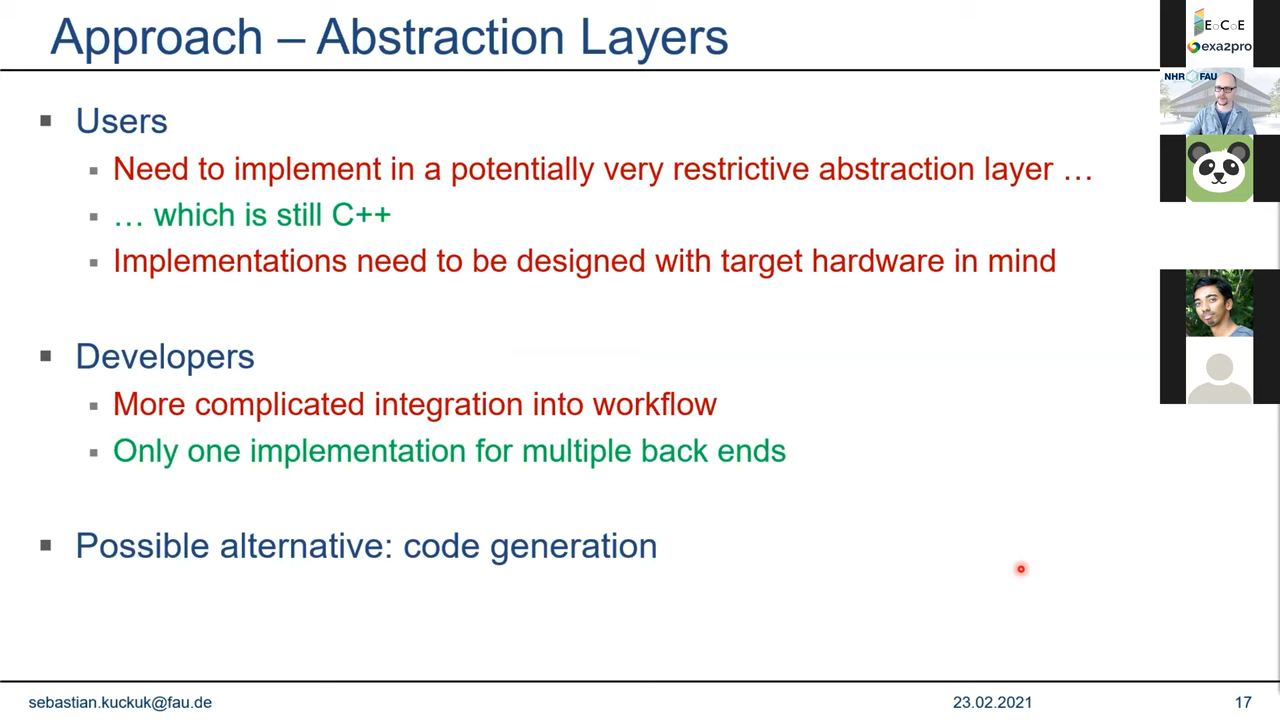 Approach – Abstraction Layers
Users
Need to implement in a potentially very restrictive abstraction layer …
… which is still C++
Implementations need to be designed with target hardware in mind
Developers
More complicated integration into workflow
Only one implementation for multiple back ends
Possible alternative: code generation
sebastian.kuckuk@fau.de
23.02.2021
17
EoCoE
exa2pro
NHR FAU